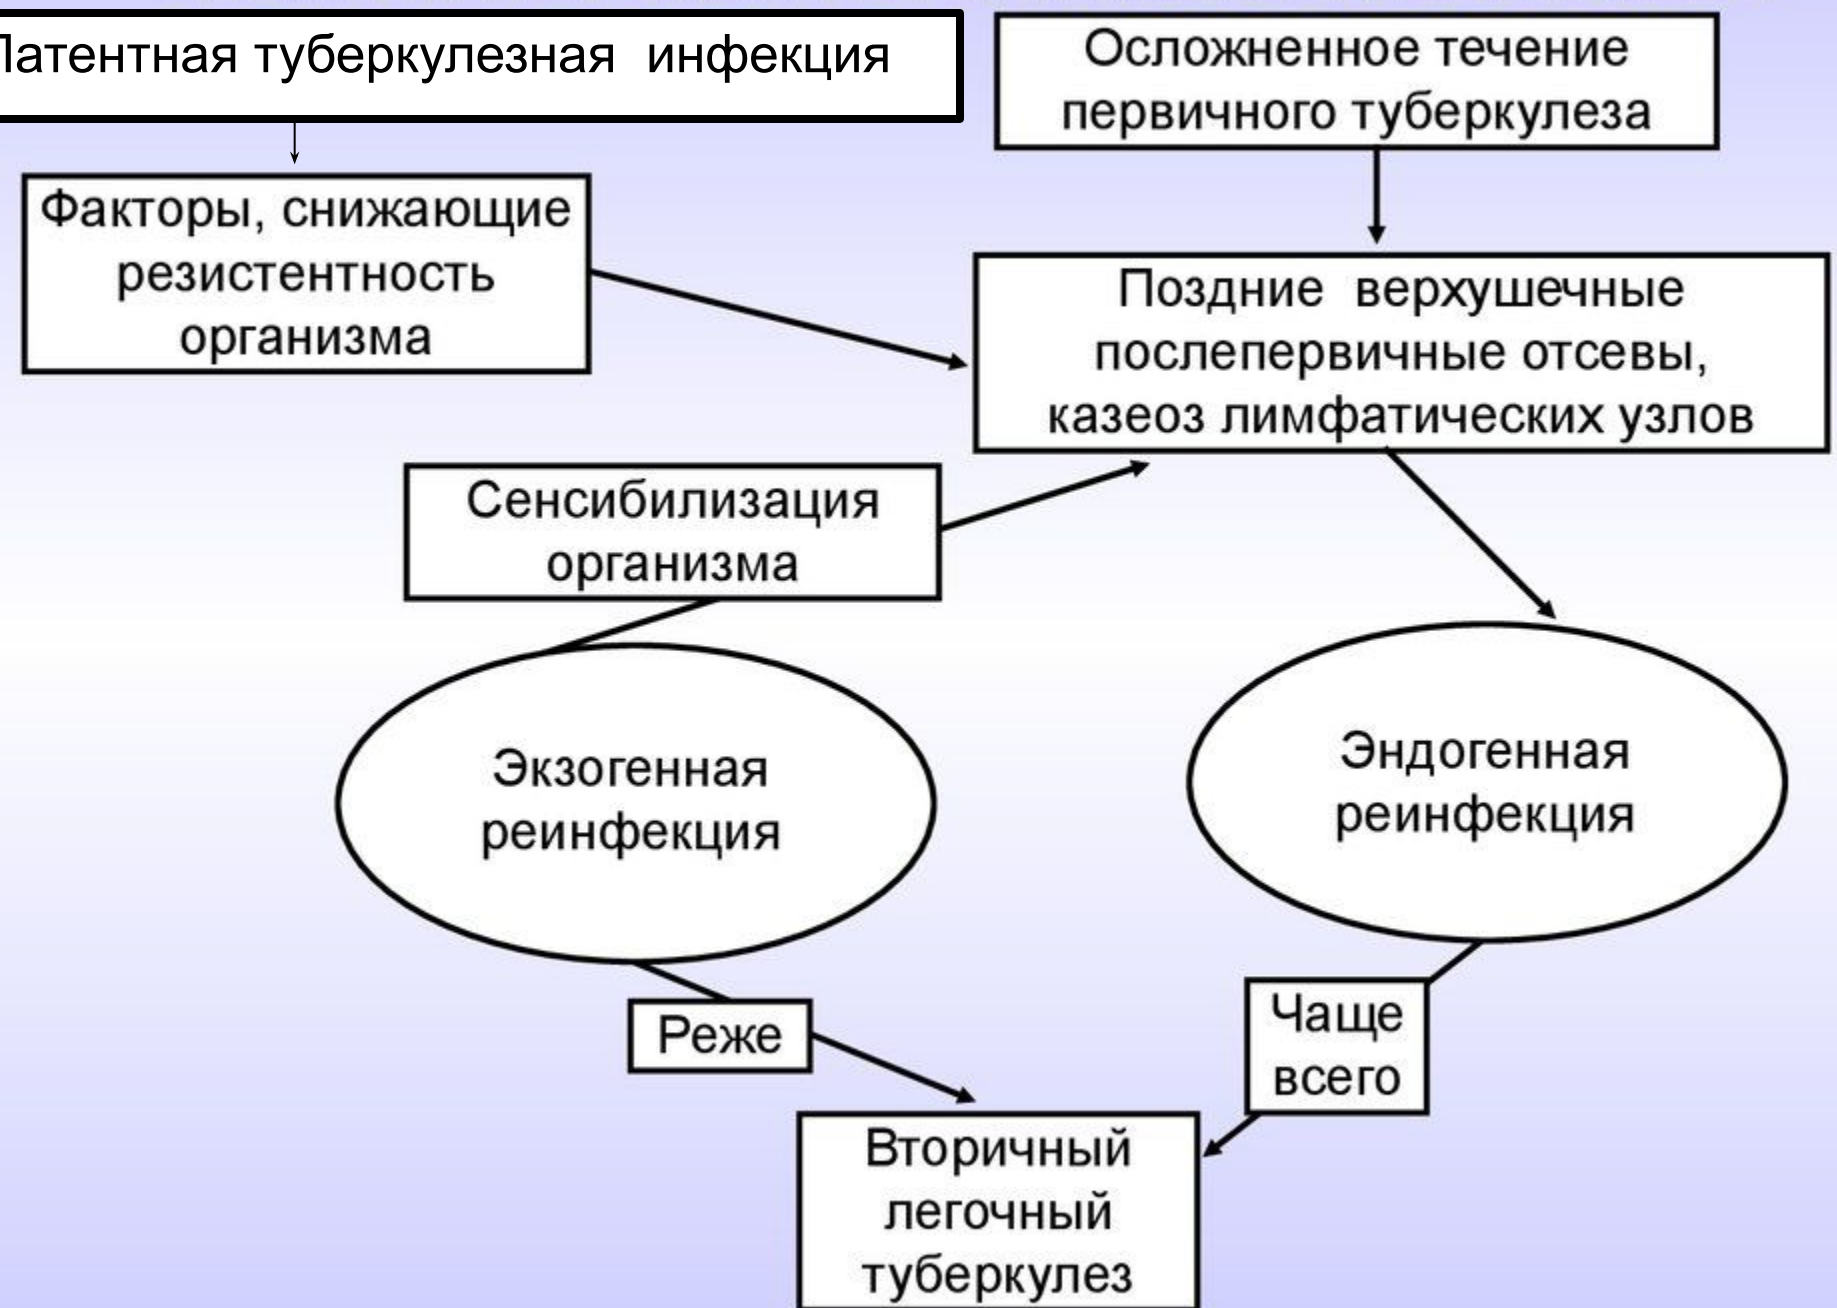 Латентная туберкулезная инфекция
Осложненное течение
первичного туберкулеза
Факторы, снижающие
резистентность
организма
Поздние верхушечные
послепервичные отсевы,
казеоз лимфатических узлов
Сенсибилизация
организма
Экзогенная
реинфекция
Эндогенная
реинфекция
Реже
Чаще
всего
Вторичный
легочный
туберкулез